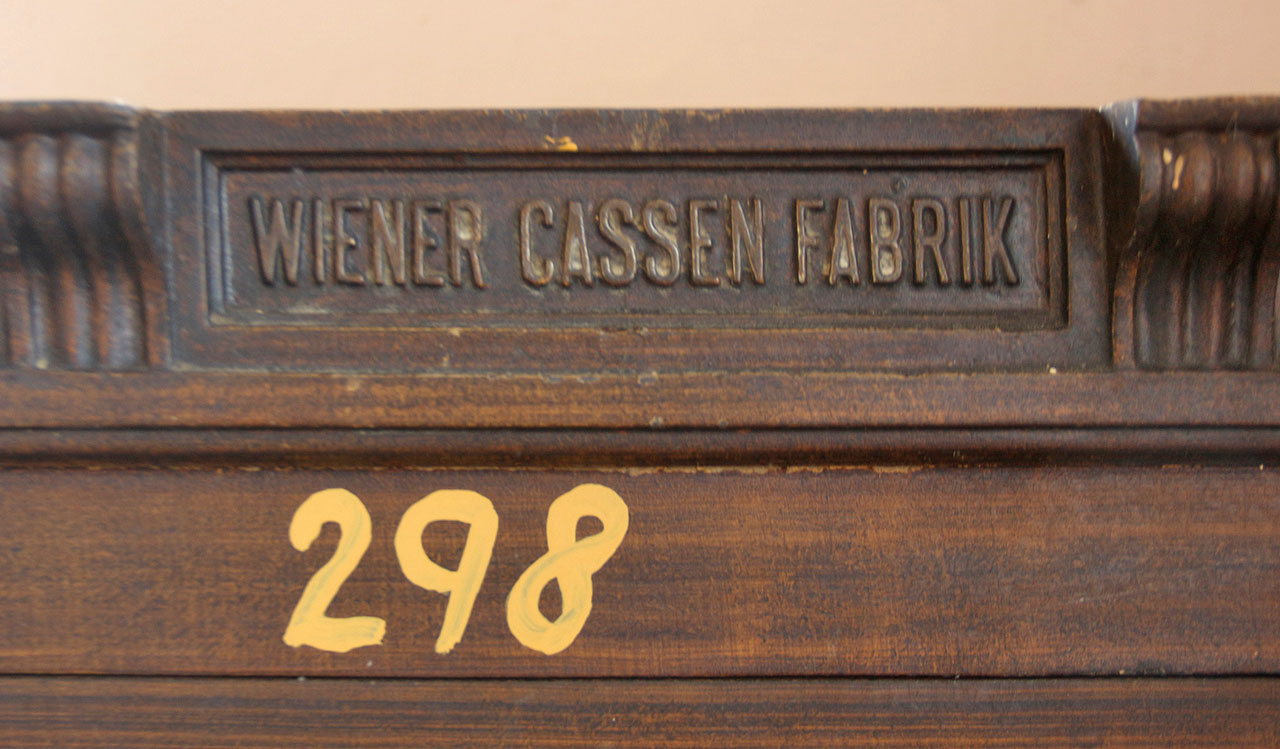 WIENER CASSEN FABRIK
298